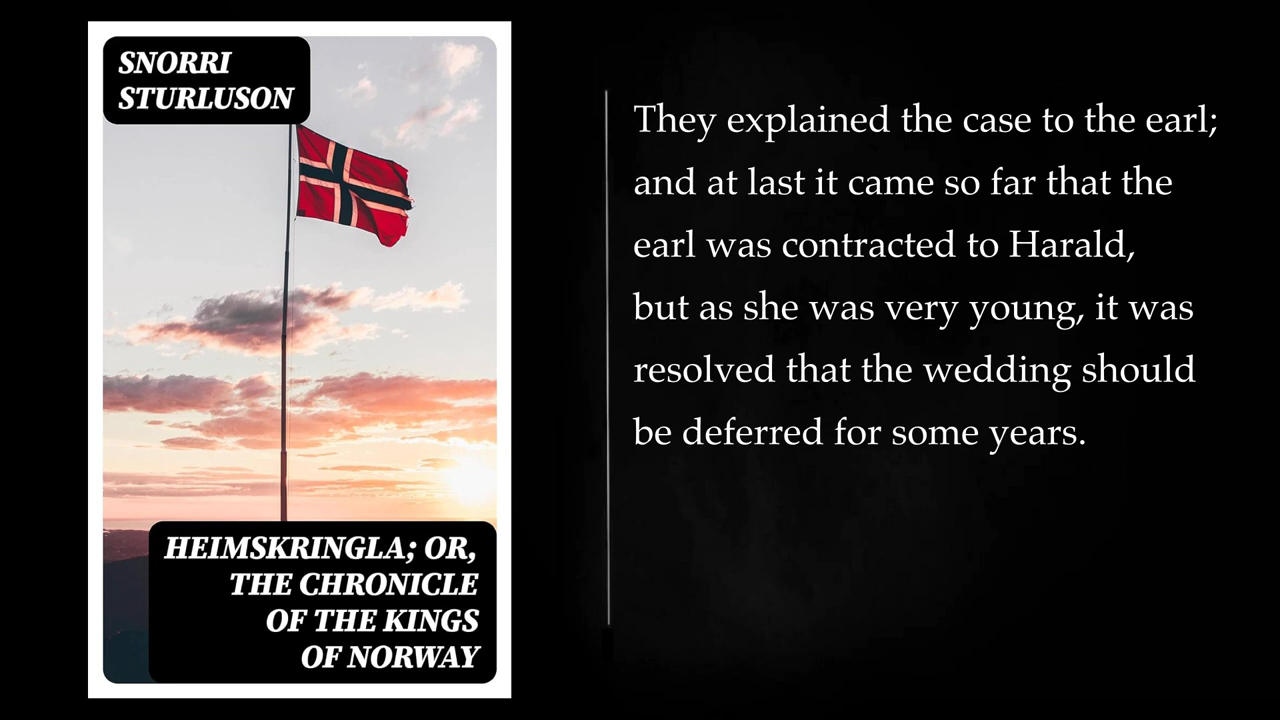 SNORRI
STURLUSON
HEIMSKRINGLA; OR,
THE CHRONICLE
OF THE KINGS
OF NORWAY
They explained the case to the earl;
and at last it came so far that the
earl was contracted to Harald,
but as she was very young, it was
resolved that the wedding should
be deferred for some years.